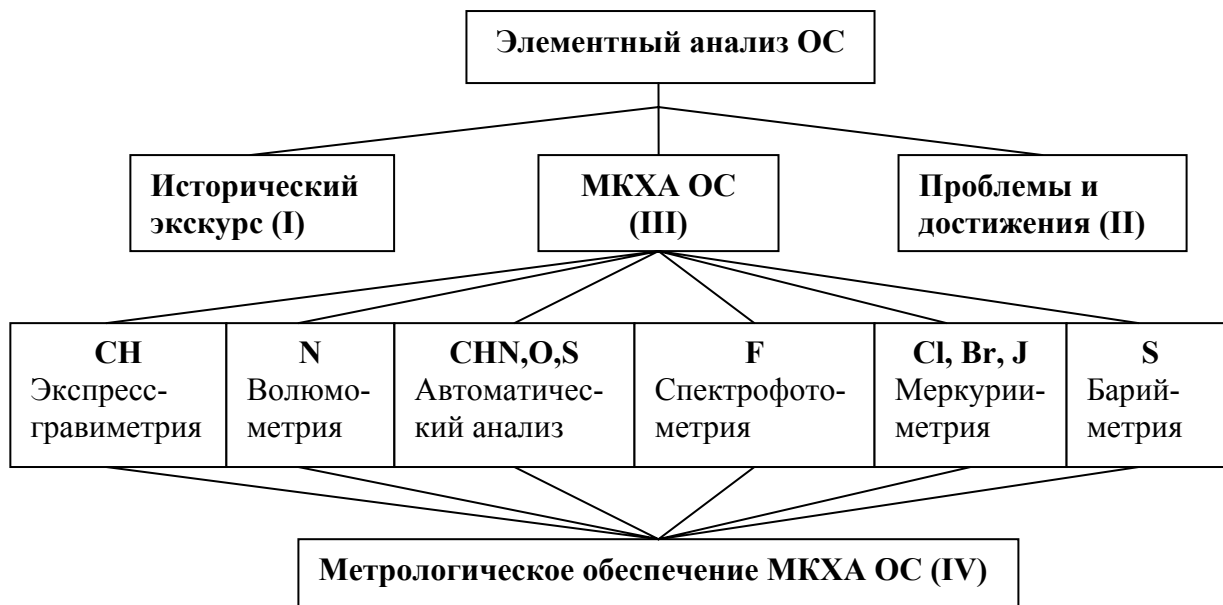 Элементный анализ ОС
Исторический
экскурс (I)
МКХА ОС
(III)
Проблемы и
достижения (II)
CH
Экспресс-
гравиметрия
N
Волюмо-
метрия
CHN,O,S
Автоматичес-
кий анализ
F
Спектрофото-
метрия
Cl, Br, J
Меркурии-
метрия
S
Барий-
метрия
Метрологическое обеспечение МКХА ОС (IV)